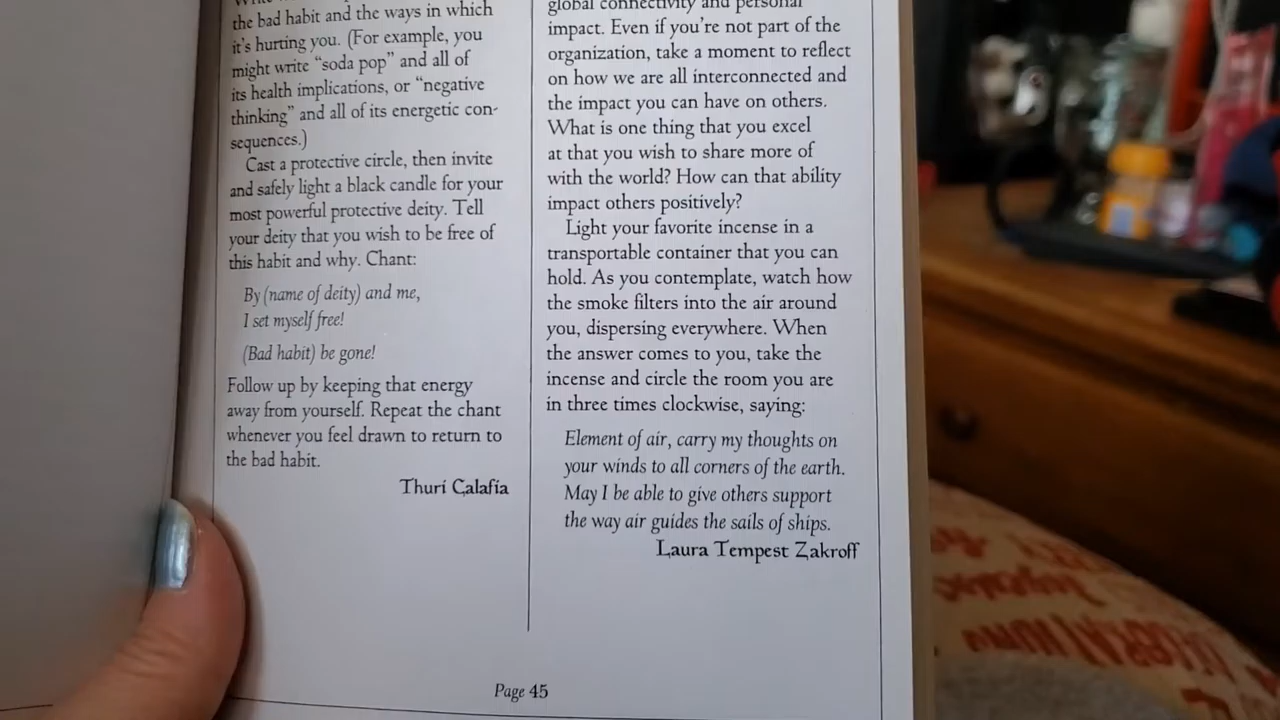 the bad habit and the ways in which
it's hurting you. (For example, you
might write "soda pop" and all of
its health implications, or "negative
thinking" and all of its energetic con-
sequences.)
Cast a protective circle, then invite
and safely light a black candle for your
most powerful protective deity. Tell
your deity that you wish to be free of
this habit and why. Chant:
By (name of deity) and me,
I set myself free!
(Bad habit) be gone!
Follow up by keeping that energy
away from yourself. Repeat the chant
whenever you feel drawn to return to
the bad habit.
Thuri Calafia
global connectivity and personal
impact. Even if you're not part of the
organization, take a moment to reflect
on how we are all interconnected and
the impact you can have on others.
What is one thing that you excel
at that you wish to share more of
with the world? How can that ability
impact others positively?
Light your favorite incense in a
transportable container that you can
hold. As you contemplate, watch how
the smoke filters into the air around
you, dispersing everywhere. When
the answer comes to you, take the
incense and circle the room you are
in three times clockwise, saying:
Element of air, carry my thoughts on
your winds to all corners of the earth.
May I be able to give others support
the way air guides the sails of ships.
Laura Tempest Zakroff
Page 45